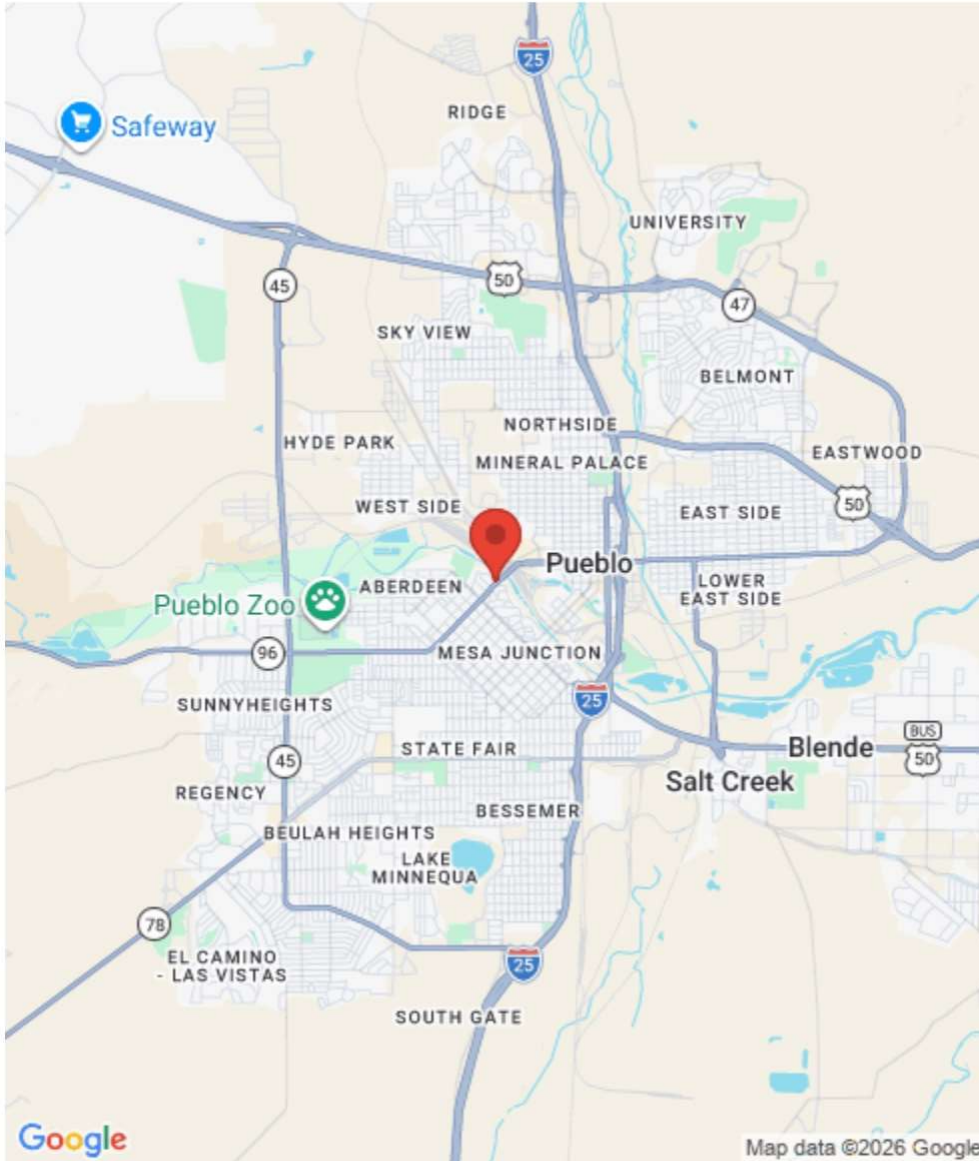 25
RIDGE
Safeway
UNIVERSITY
45
50
47
SKY VIEW
BELMONT
NORTHSIDE
HYDE PARK
EASTWOOD
MINERAL PALACE
50
WEST SIDE
EAST SIDE
Pueblo
ABERDEEN
LOWER
EAST SIDE
Pueblo Zoo
96
MESA JUNCTION
SUNNYHEIGHTS
25
BUS
50
STATE FAIR
Blende
45
Salt Creek
REGENCY
BESSEMER
BEULAH HEIGHTS
LAKE
MINNEQUA
78
EL CAMINO
- LAS VISTAS
25
SOUTH GATE
Google
Map data ©2026 Google